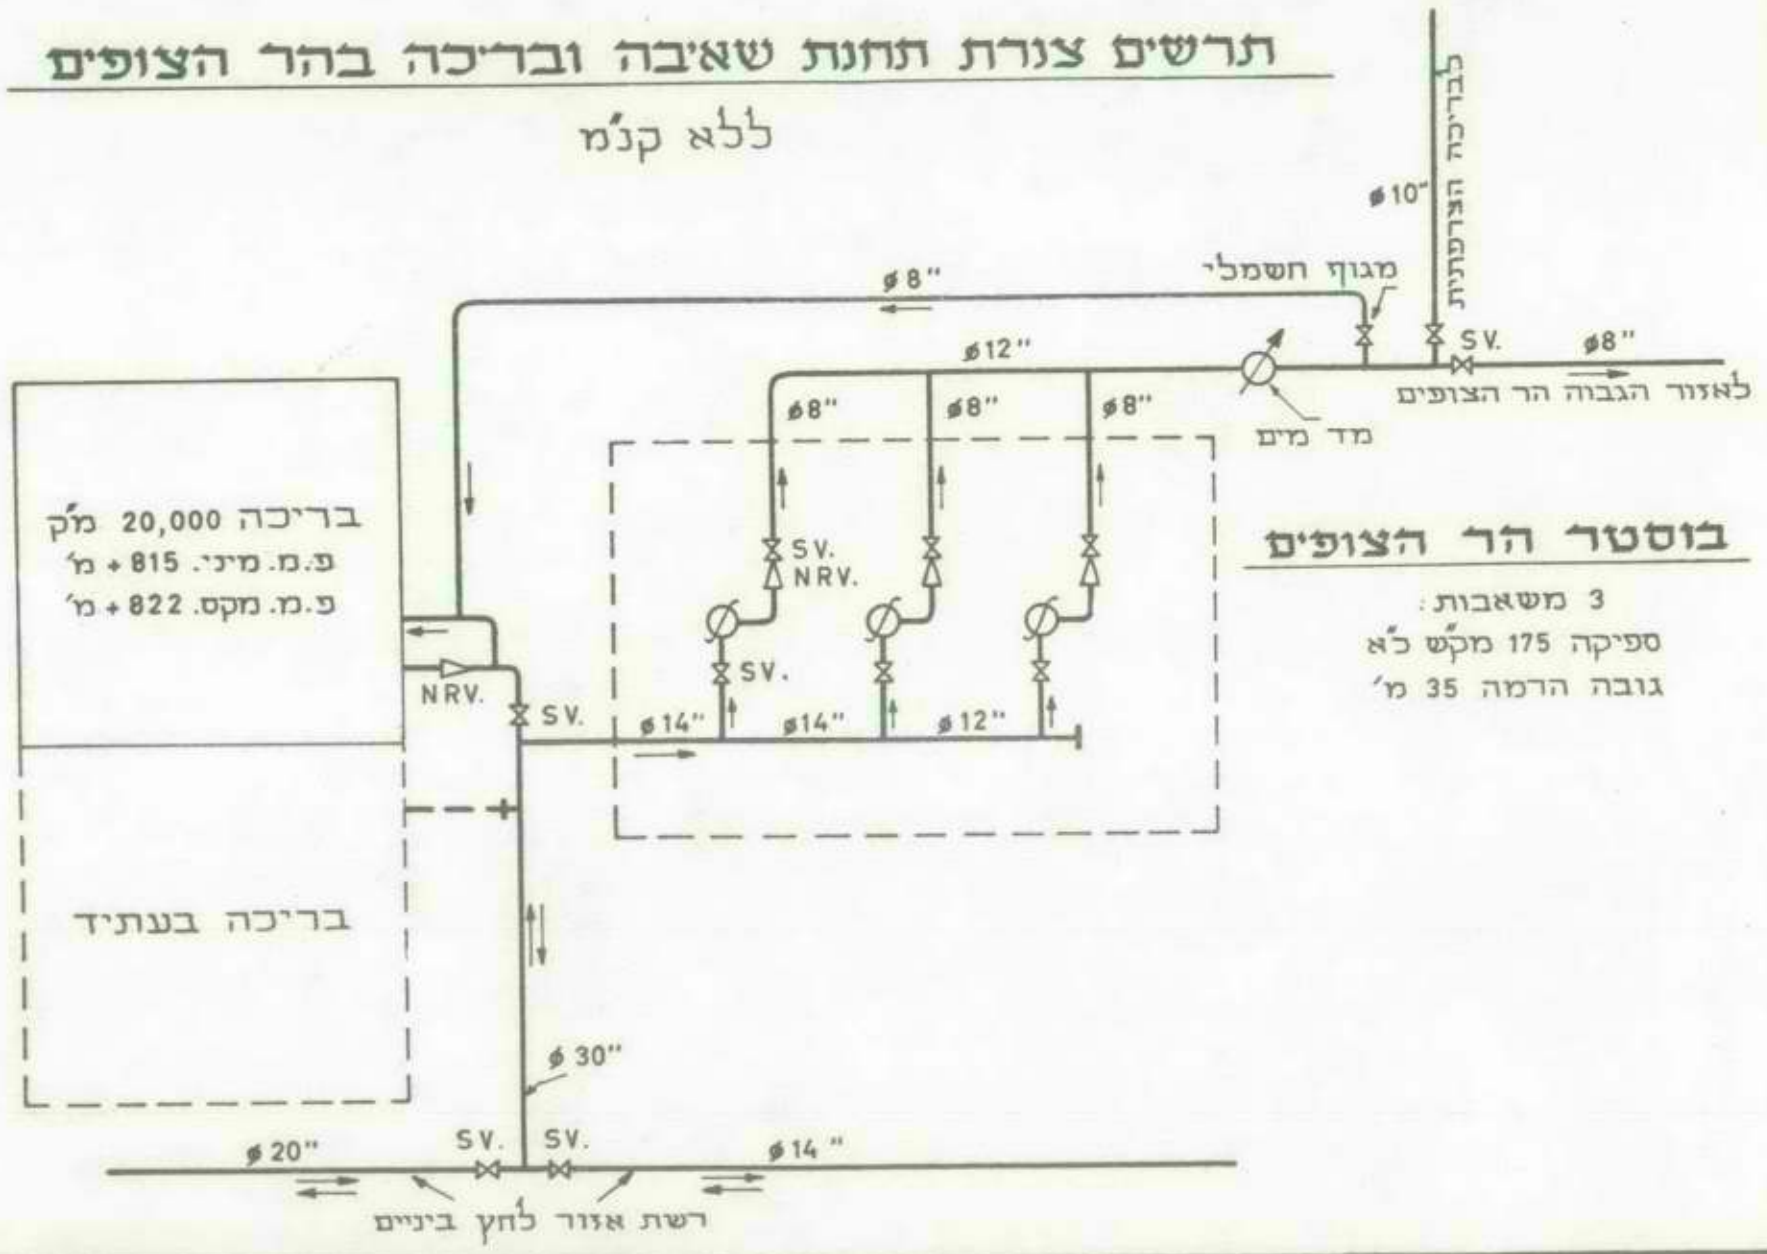 תרשים צנרת תחנת שאיבה ובריכה בהר הצופים
ללא קנ"מ
לבריכה הצרפתית
ø10"
מגוף חשמלי
ø8"
ø12"
SV.
ø8"
לאזור הגבוה הר הצופים
מד מים
ø8"
ø8"
ø8"
בריכה 20,000 מ"ק
פ.מ. מיני. 815 + מ'
פ.מ. מקס. 822 + מ'
SV.
NRV.
SV.
NRV.
SV.
ø14"
ø14"
ø12"
בוסטר הר הצופים
3 משאבות:
ספיקה 175 מק"ש כ"א
גובה הרמה 35 מ'
בריכה בעתיד
ø 30"
ø 20"
SV.
SV.
ø 14"
רשת אזור לחץ ביניים